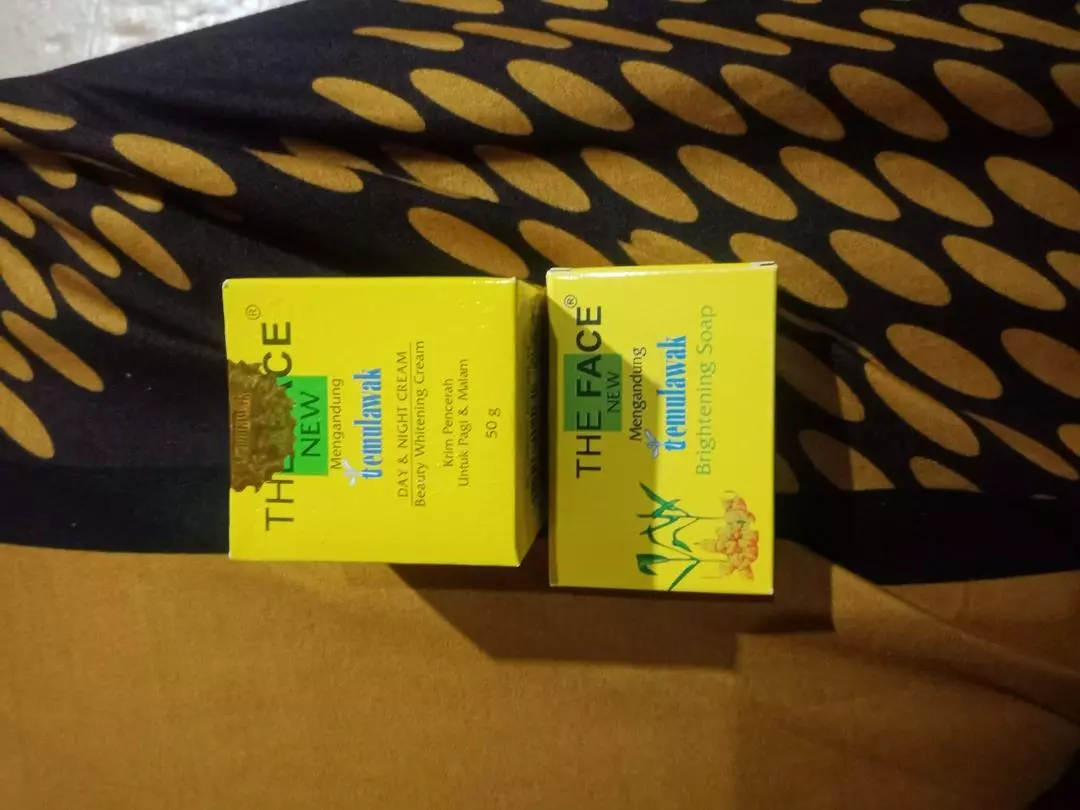 THE FACE®
NEW
Mengandung
temulawak
DAY & NIGHT CREAM
Beauty Whitening Cream
Krim Pencerah
Untuk Pagi & Malam
50 g
THE FACE®
NEW
Mengandung
temulawak
Brightening Soap